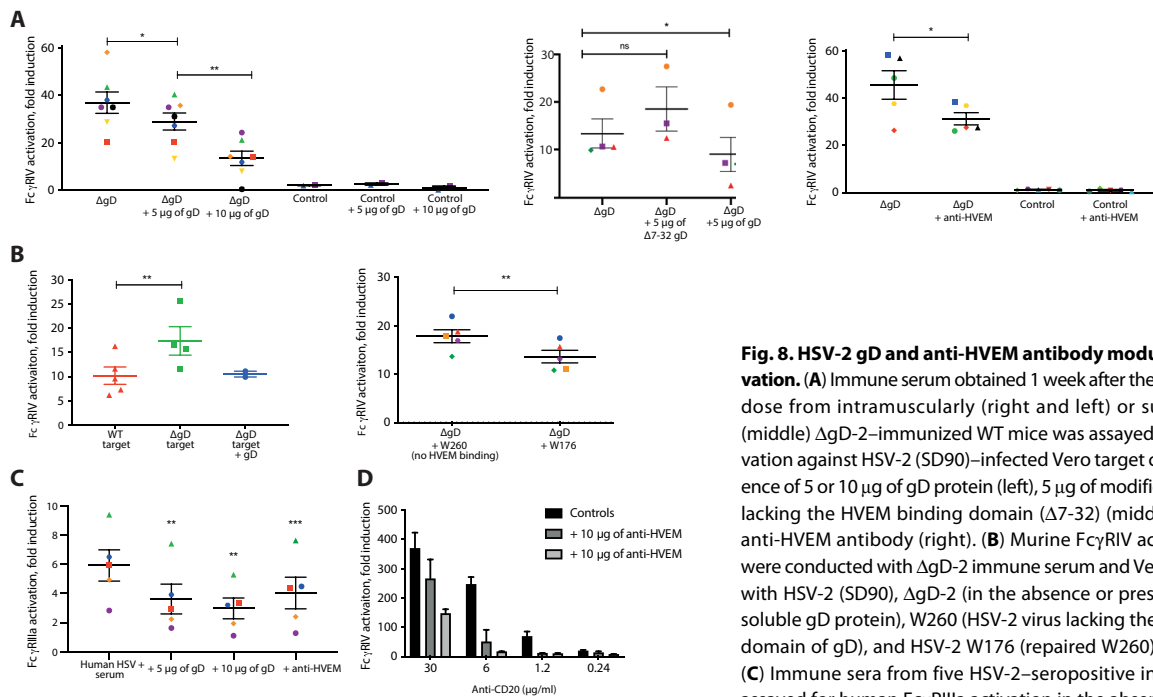 A
Fc γRIV activation, fold induction
60
40
20
0
*
**
ΔgD
ΔgD
+ 5 μg of gD
ΔgD
+ 10 μg of gD
Control
Control
+ 5 μg of gD
Control
+ 10 μg of gD
Fc γRIV activation, fold induction
30
20
10
*
ns
ΔgD
ΔgD
+ 5 μg of
Δ7-32 gD
ΔgD
+5 μg of gD
Fc γRIV activation, fold induction
60
40
20
0
*
ΔgD
ΔgD
+ anti-HVEM
Control
Control
+ anti-HVEM
B
Fc γRIV activaiton, fold induction
30
25
20
15
10
5
0
**
WT
target
ΔgD
target
ΔgD
target
+ gD
Fc γRIV activaiton, fold induction
30
20
10
0
**
ΔgD
+ W260
(no HVEM binding)
ΔgD
+ W176
C
Fc γRIIIa activation, fold induction
10
8
6
4
2
0
**
**
***
Human HSV +
serum
+ 5 μg of gD
+ 10 μg of gD
+ anti-HVEM
D
Fc γRIV activaiton, fold induction
500
400
300
200
100
0
Controls
+ 10 μg of anti-HVEM
+ 10 μg of anti-HVEM
30
6
1.2
0.24
Anti-CD20 (μg/ml)
Fig. 8. HSV-2 gD and anti-HVEM antibody modu
vation. (A) Immune serum obtained 1 week after the
dose from intramuscularly (right and left) or su
(middle) ΔgD-2–immunized WT mice was assayed
vation against HSV-2 (SD90)–infected Vero target c
ence of 5 or 10 μg of gD protein (left), 5 μg of modifi
lacking the HVEM binding domain (Δ7-32) (midd
anti-HVEM antibody (right). (B) Murine FcγRIV ac
were conducted with ΔgD-2 immune serum and Ve
with HSV-2 (SD90), ΔgD-2 (in the absence or pres
soluble gD protein), W260 (HSV-2 virus lacking the
domain of gD), and HSV-2 W176 (repaired W260)
(C) Immune sera from five HSV-2–seropositive in